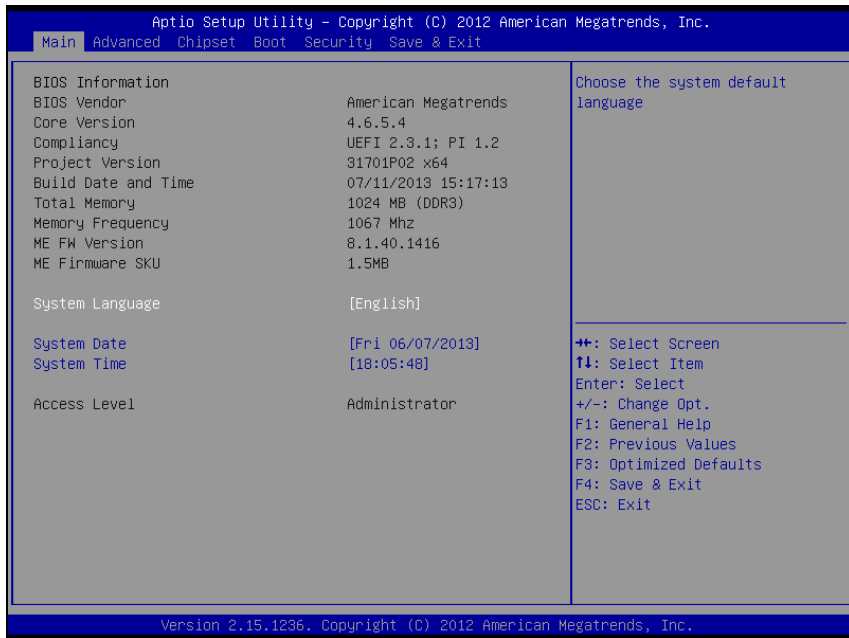 Aptio Setup Utility – Copyright (C) 2012 American Megatrends, Inc.
Main Advanced Chipset Boot Security Save & Exit
BIOS Information
BIOS Vendor American Megatrends
Core Version 4.6.5.4
Compliancy UEFI 2.3.1; PI 1.2
Project Version 31701P02 x64
Build Date and Time 07/11/2013 15:17:13
Total Memory 1024 MB (DDR3)
Memory Frequency 1067 Mhz
ME FW Version 8.1.40.1416
ME Firmware SKU 1.5MB
System Language [English]
System Date [Fri 06/07/2013]
System Time [18:05:48]
Access Level Administrator
Choose the system default
language
→←: Select Screen
↑↓: Select Item
Enter: Select
+/-: Change Opt.
F1: General Help
F2: Previous Values
F3: Optimized Defaults
F4: Save & Exit
ESC: Exit
Version 2.15.1236. Copyright (C) 2012 American Megatrends, Inc.